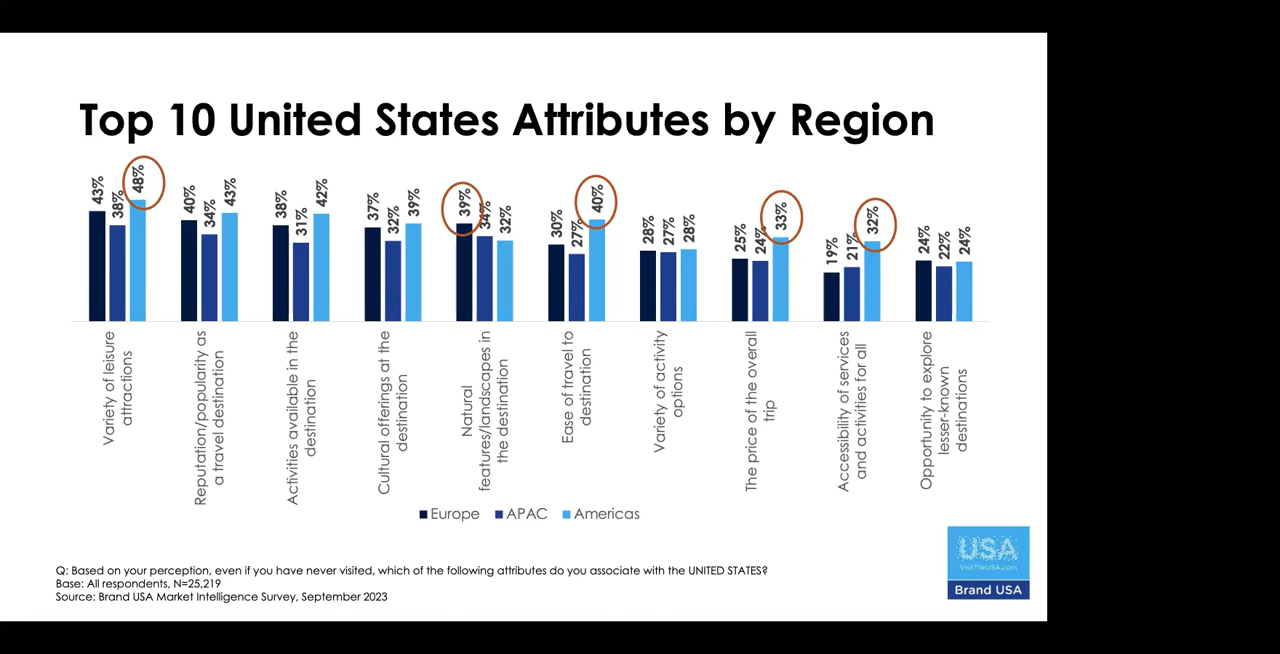 Top 10 United States Attributes by Region
43%
38%
48%
40%
34%
43%
38%
31%
42%
37%
32%
39%
39%
34%
32%
30%
27%
40%
28%
27%
28%
25%
24%
33%
19%
21%
32%
24%
22%
24%
Variety of leisure
attractions
Reputation/popularity as
a travel destination
Activities available in the
destination
Cultural offerings at the
destination
Natural
features/landscapes in
the destination
Ease of travel to
destination
Variety of activity
options
The price of the overall
trip
Accessibility of services
and activities for all
Opportunity to explore
lesser-known
destinations
Europe APAC Americas
Q: Based on your perception, even if you have never visited, which of the following attributes do you associate with the UNITED STATES?
Base: All respondents, N=25,219
Source: Brand USA Market Intelligence Survey, September 2023
USA
VisitTheUSA.com
Brand USA